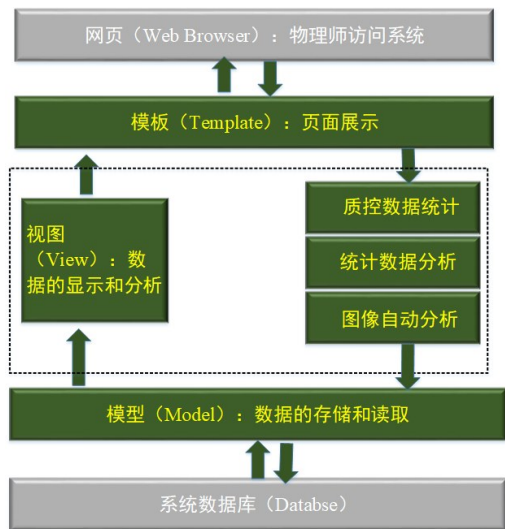 网页（Web Browser）：物理师访问系统
模板（Template）：页面展示
视图
（View）：数
据的显示和分析
质控数据统计
统计数据分析
图像自动分析
模型（Model）：数据的存储和读取
系统数据库（Databse）